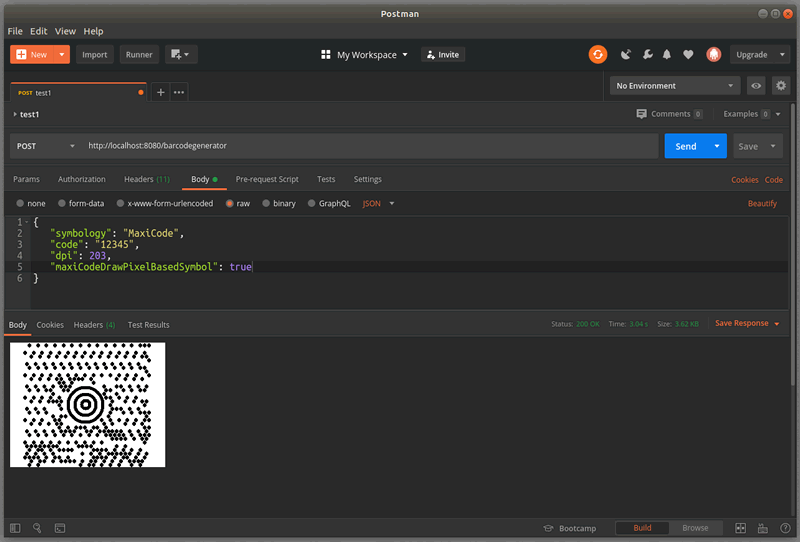 Postman
File Edit View Help
New Import Runner My Workspace Invite Upgrade
POST test1 No Environment
test1 Comments 0 Examples 0
POST http://localhost:8080/barcodegenerator Send Save
Params Authorization Headers (11) Body Pre-request Script Tests Settings Cookies Code
none form-data x-www-form-urlencoded raw binary GraphQL JSON Beautify
1 {
2 "symbology": "MaxiCode",
3 "code": "12345",
4 "dpi": 203,
5 "maxiCodeDrawPixelBasedSymbol": true
6 }
Body Cookies Headers (4) Test Results Status: 200 OK Time: 3.04 s Size: 3.62 KB Save Response
Bootcamp Build Browse